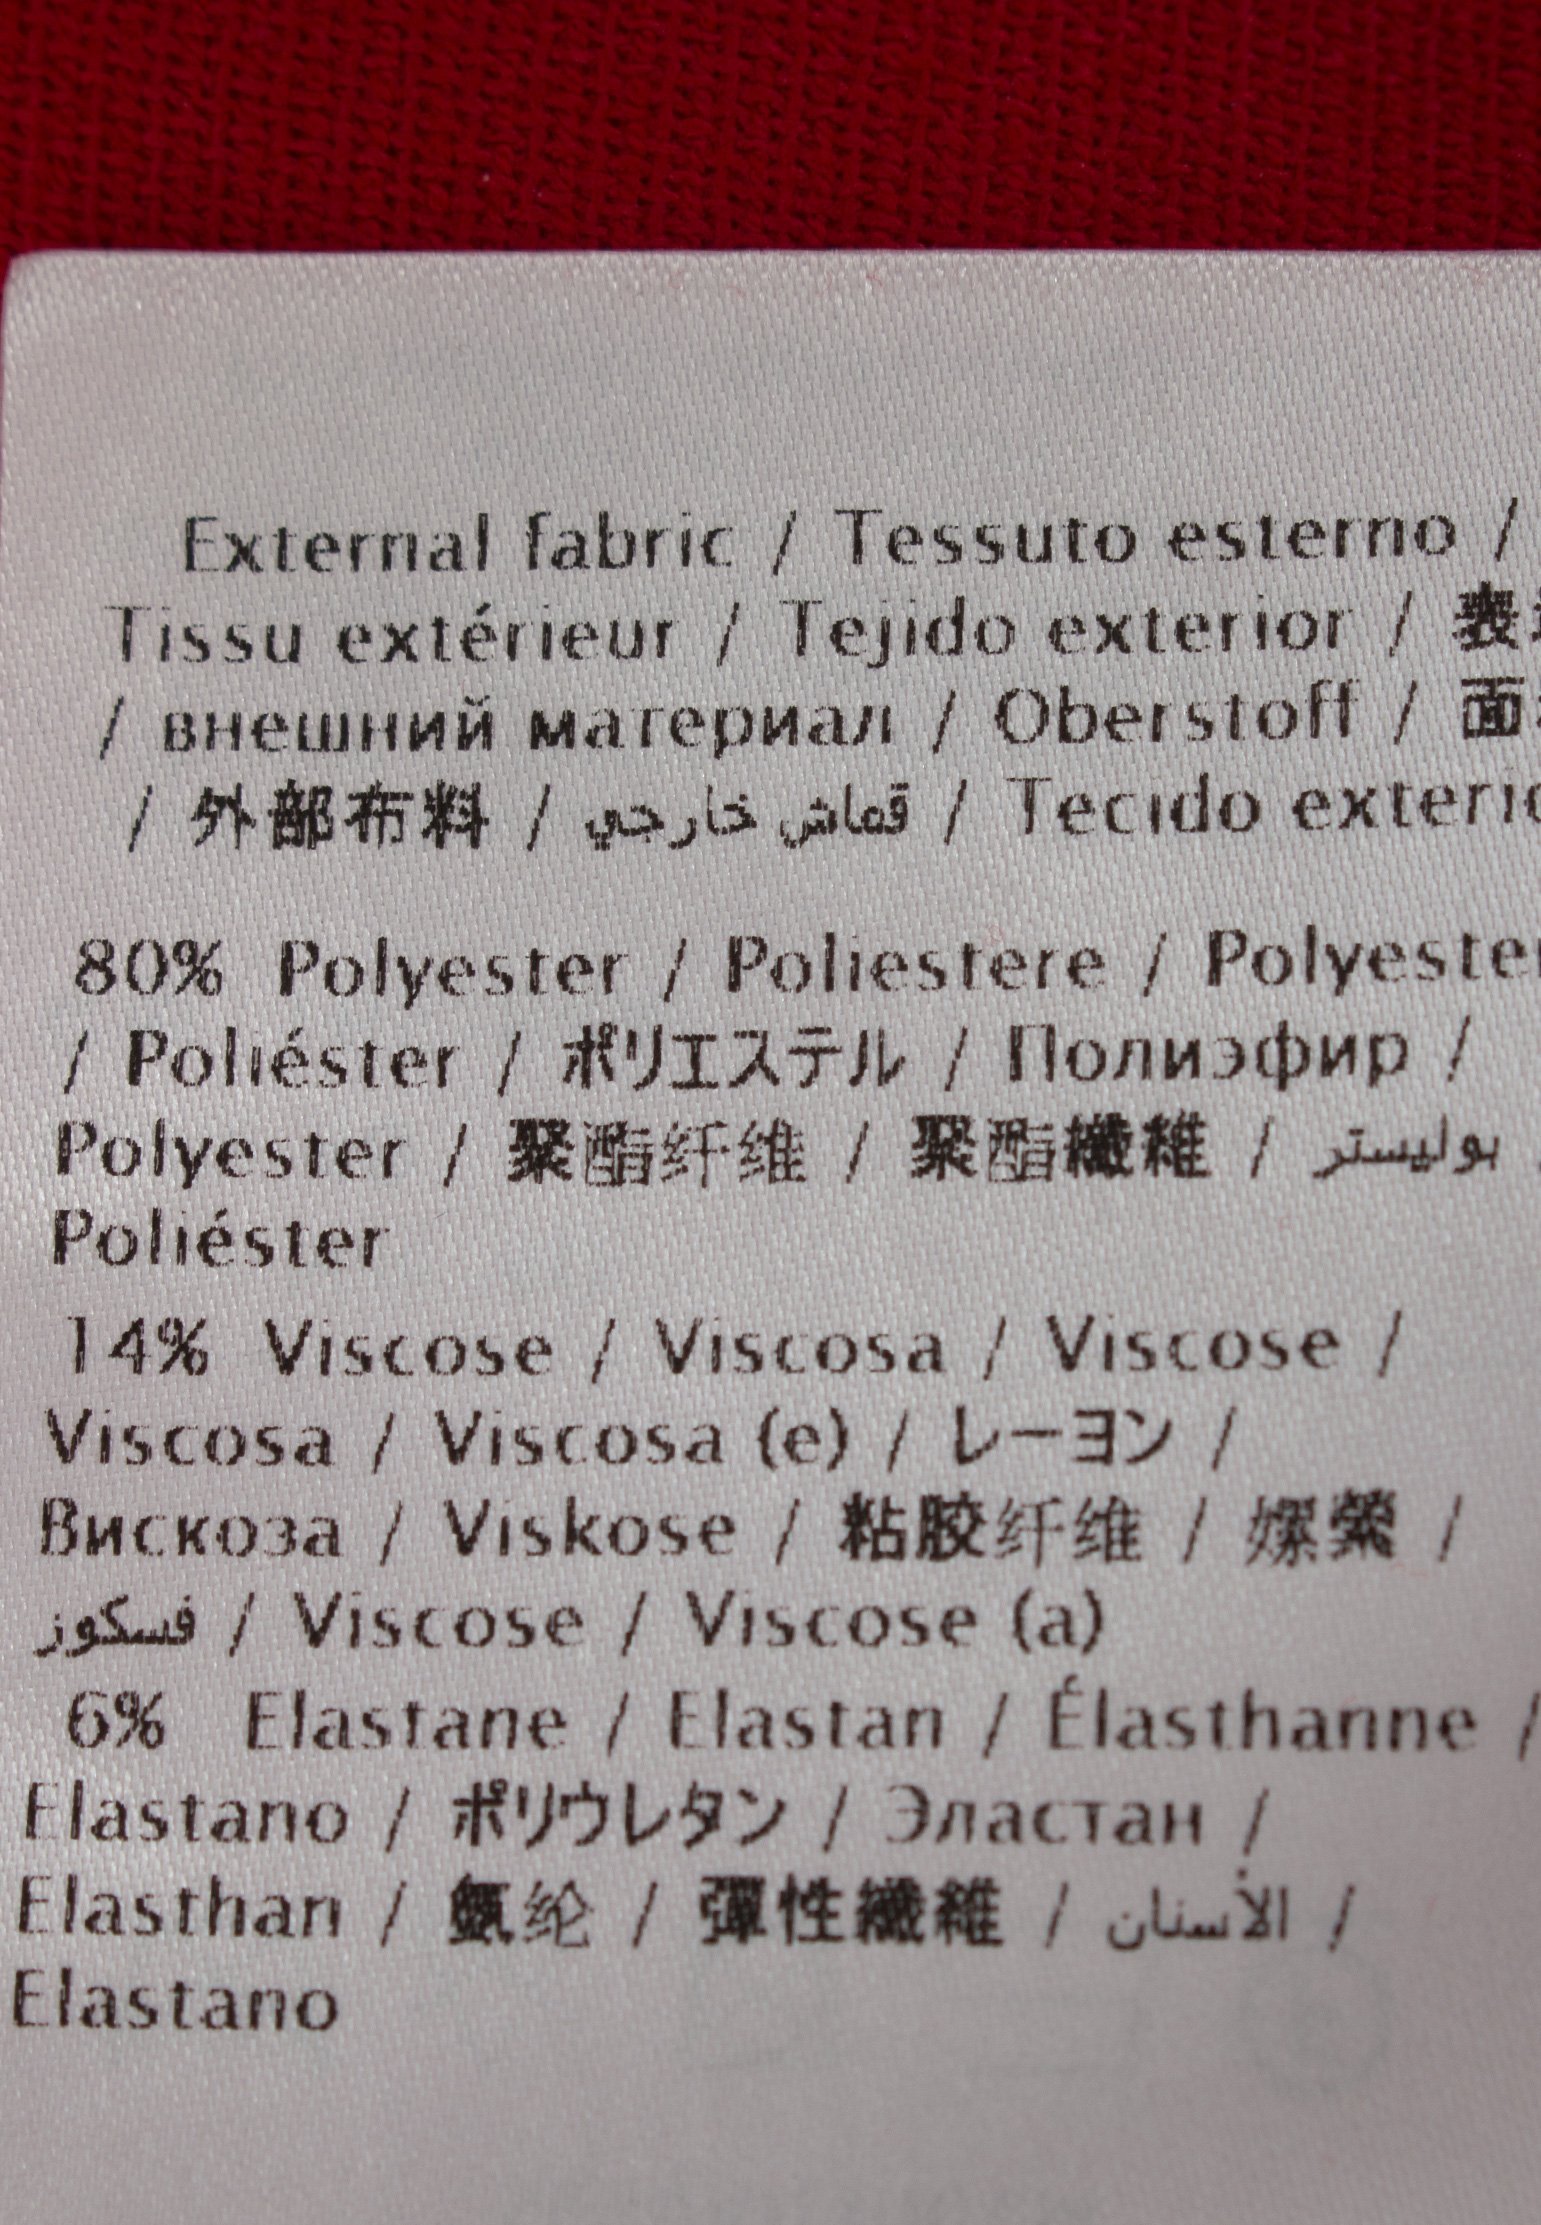 External fabric / Tessuto esterno /
Tissu extérieur / Tejido exterior / 表
/ внешний материал / Oberstoff / 面
/ 外部布料 / قماش خارجي / Tecido
80% Polyester / Poliestere / Polyester
/ Poliéster / ポリエステル / Полиэфир /
Polyester / 聚酯纤维 / 聚酯纖維 / بوليستر
Poliéster
14% Viscose / Viscosa / Viscose /
Viscosa / Viscosa (e) / レーヨン /
Вискоза / Viskose / 粘胶纤维 / 嫘縈 /
فسكوز / Viscose / Viscose (a)
6% Elastane / Elastan / Élasthanne /
Elastano / ポリウレタン / Эластан /
Elasthan / 氨纶 / 彈性纖維 / الأسنان /
Elastano